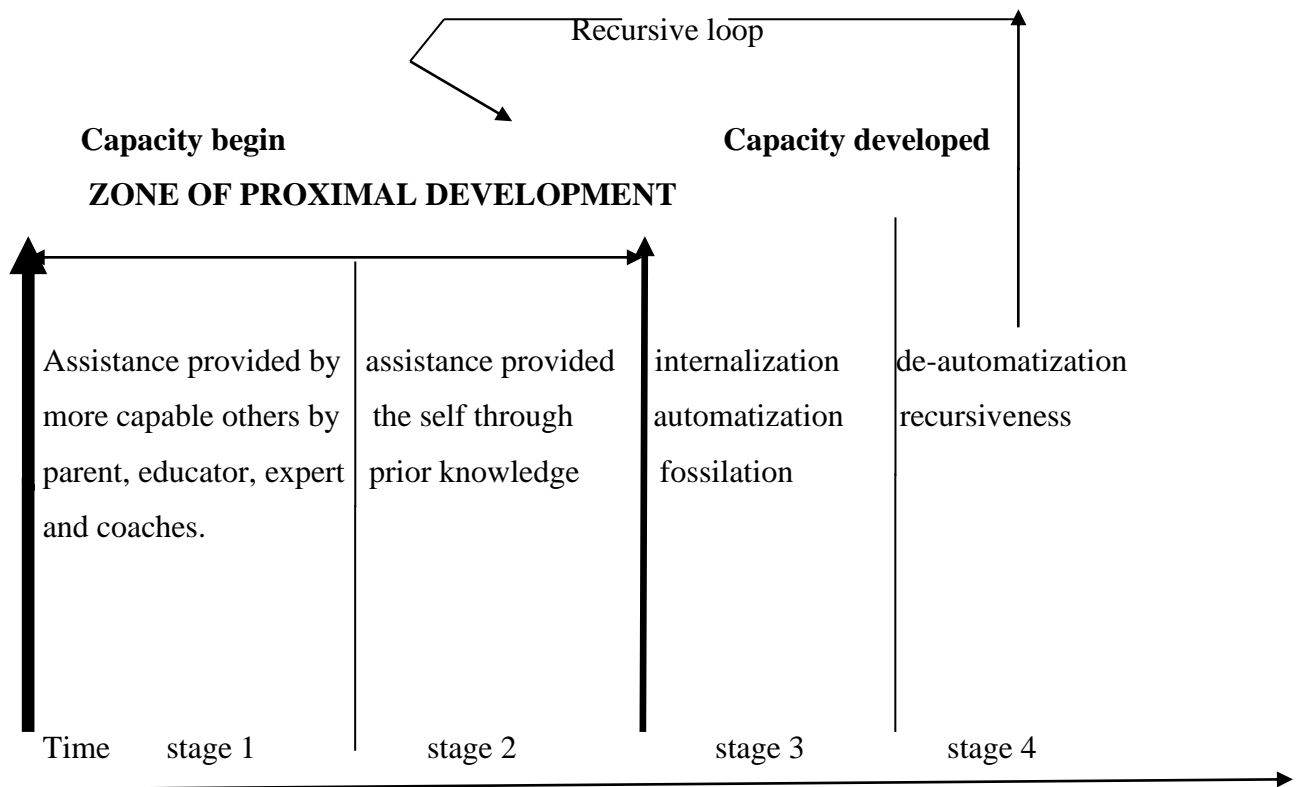 Recursive loop
Capacity begin Capacity developed
ZONE OF PROXIMAL DEVELOPMENT
Assistance provided by assistance provided internalization de-automatization
more capable others by the self through automatization recursiveness
parent, educator, expert prior knowledge fossilation
and coaches.
Time stage 1 stage 2 stage 3 stage 4